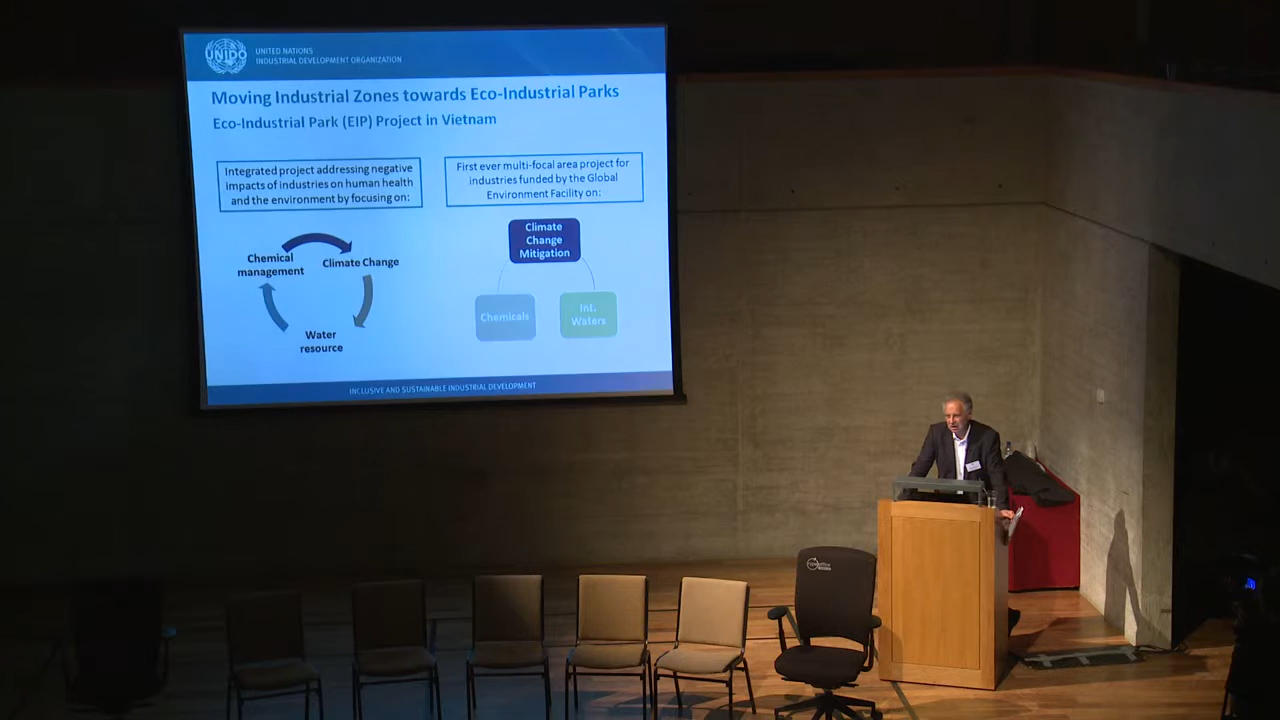 UNIDO
UNITED NATIONS
INDUSTRIAL DEVELOPMENT ORGANIZATION
Moving Industrial Zones towards Eco-Industrial Parks
Eco-Industrial Park (EIP) Project in Vietnam
Integrated project addressing negative
impacts of industries on human health
and the environment by focusing on:
First ever multi-focal area project for
industries funded by the Global
Environment Facility on:
Chemical
management
Climate Change
Water
resource
Climate
Change
Mitigation
Chemicals
Int.
Waters
INCLUSIVE AND SUSTAINABLE INDUSTRIAL DEVELOPMENT